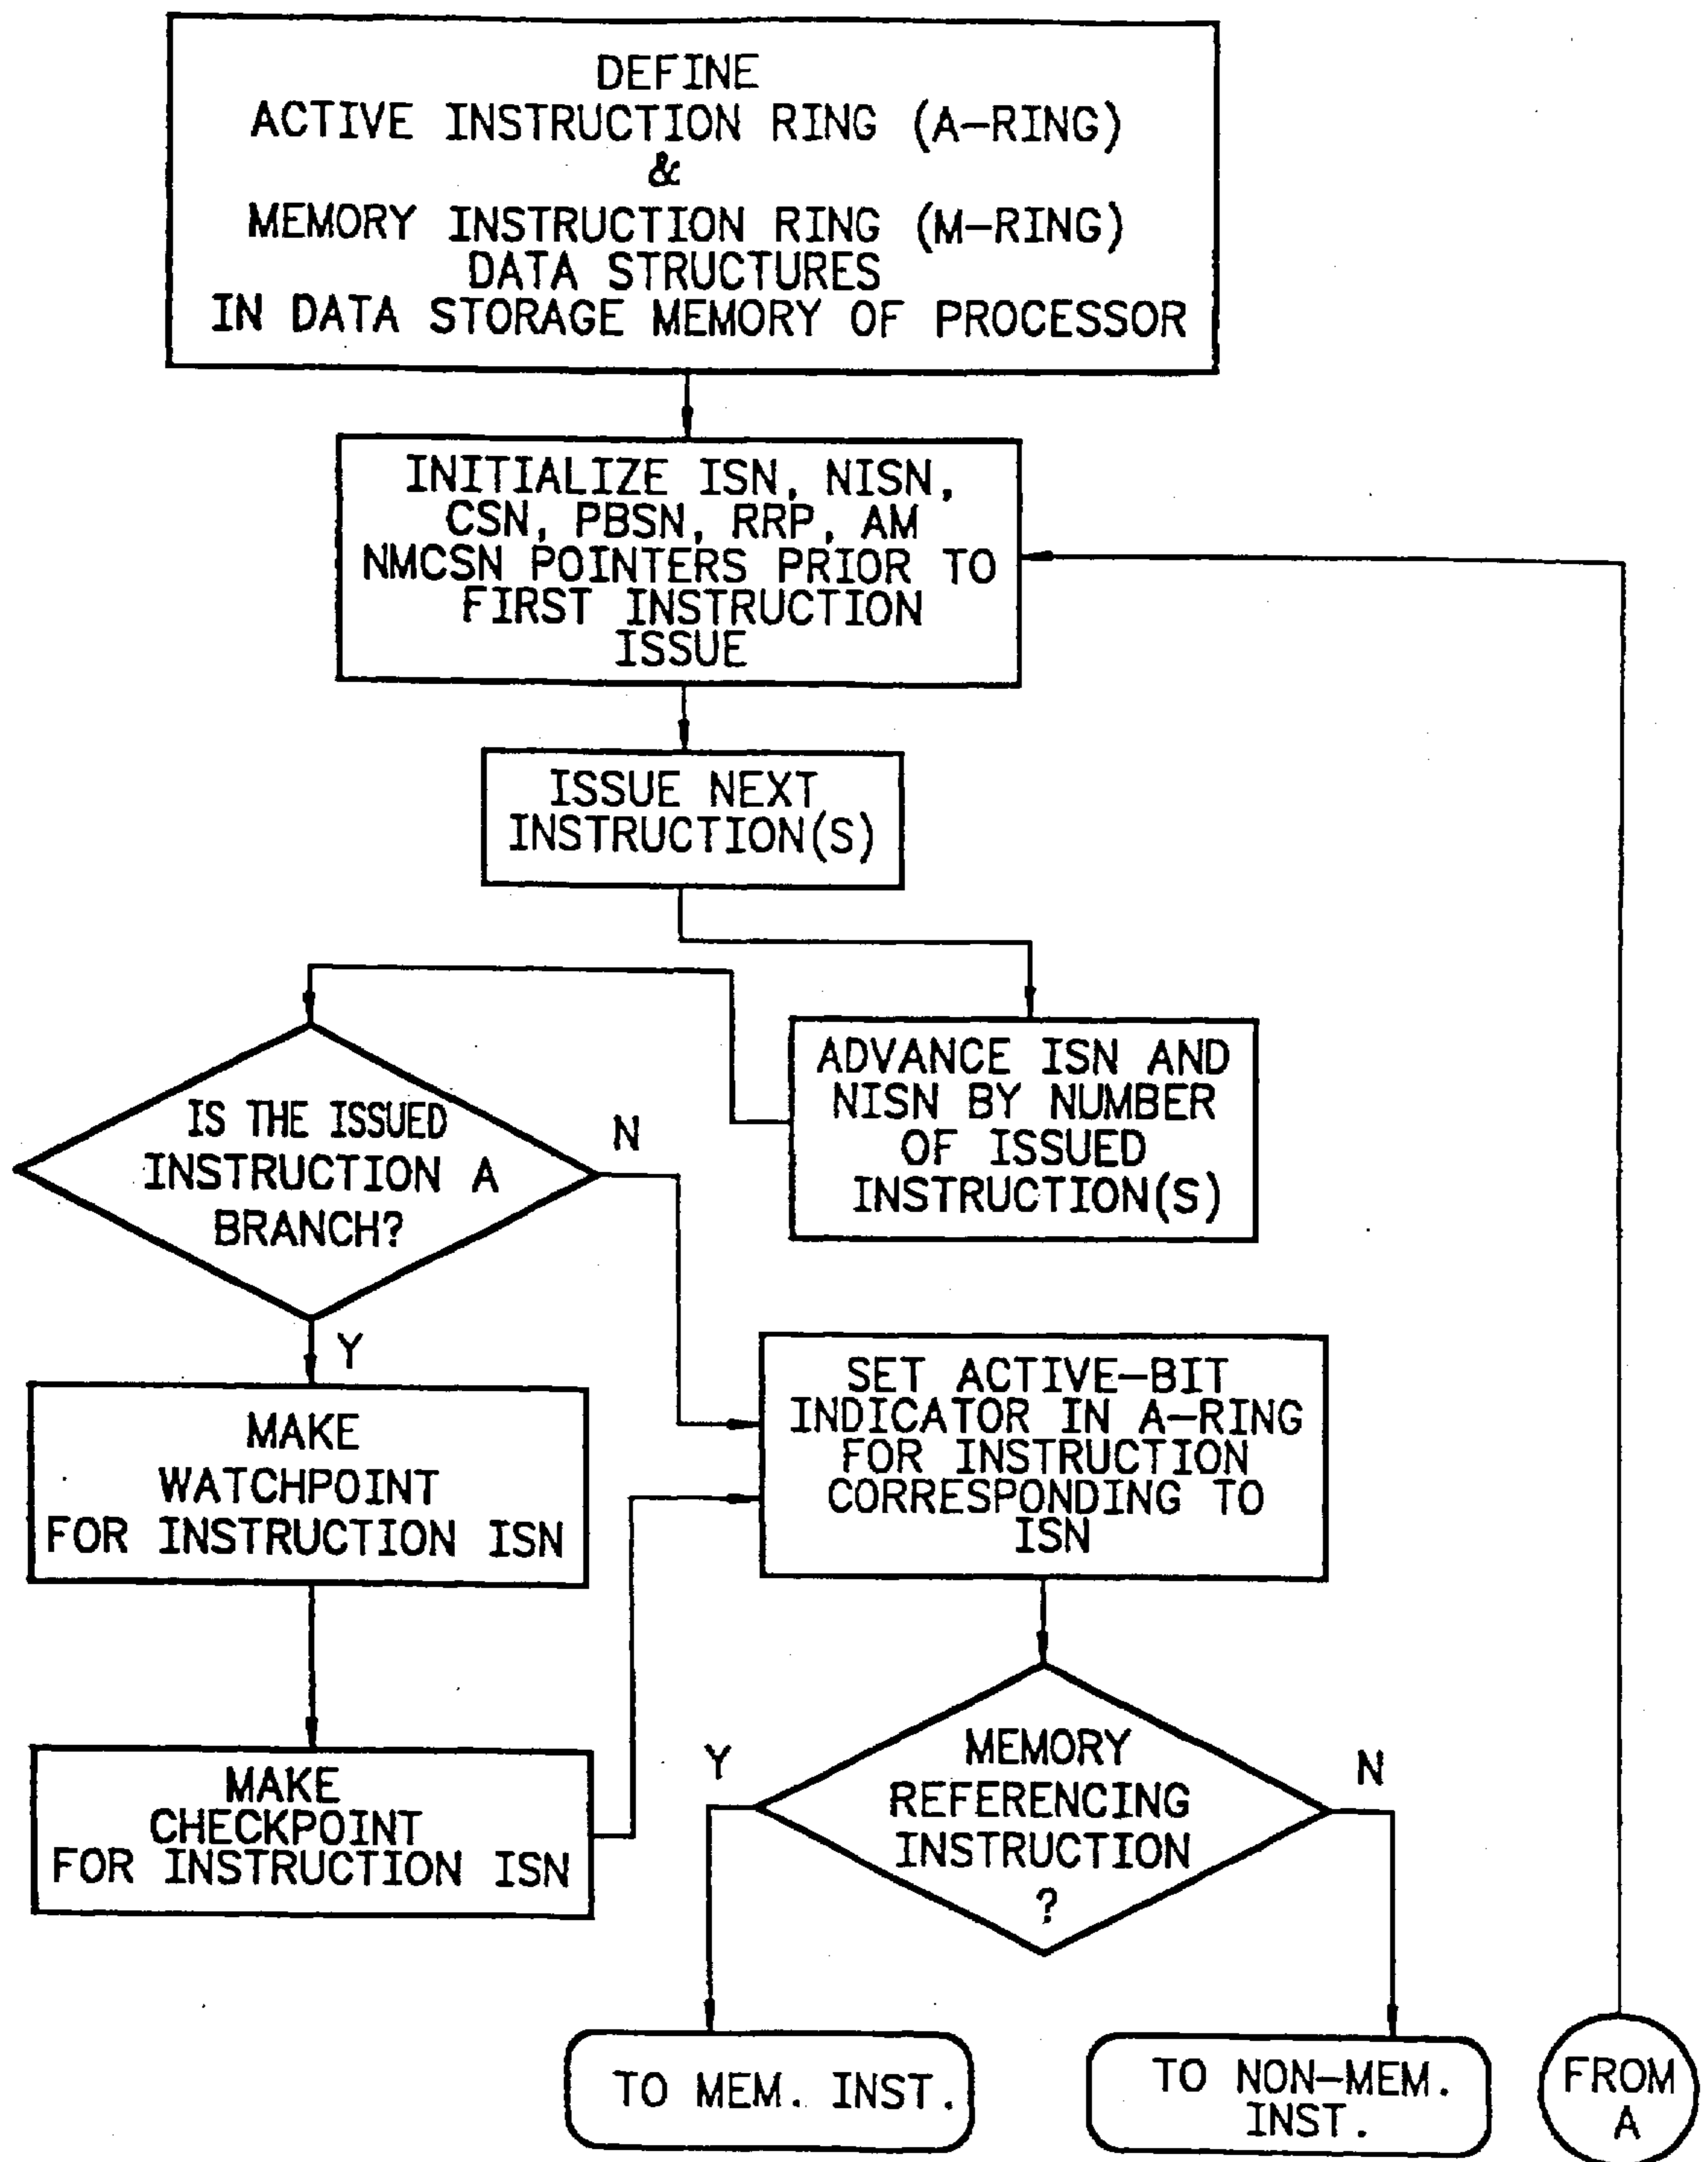 DEFINE
ACTIVE INSTRUCTION RING (A-RING)
&
MEMORY INSTRUCTION RING (M-RING)
DATA STRUCTURES
IN DATA STORAGE MEMORY OF PROCESSOR
INITIALIZE ISN, NISN,
CSN, PBSN, RRP, AM
NMCSN POINTERS PRIOR TO
FIRST INSTRUCTION
ISSUE
ISSUE NEXT
INSTRUCTION(S)
ADVANCE ISN AND
NISN BY NUMBER
OF ISSUED
INSTRUCTION(S)
IS THE ISSUED
INSTRUCTION A
BRANCH?
N
Y
MAKE
WATCHPOINT
FOR INSTRUCTION ISN
MAKE
CHECKPOINT
FOR INSTRUCTION ISN
SET ACTIVE-BIT
INDICATOR IN A-RING
FOR INSTRUCTION
CORRESPONDING TO
ISN
MEMORY
REFERENCING
INSTRUCTION
?
Y
N
TO MEM. INST.
TO NON-MEM.
INST.
FROM
A